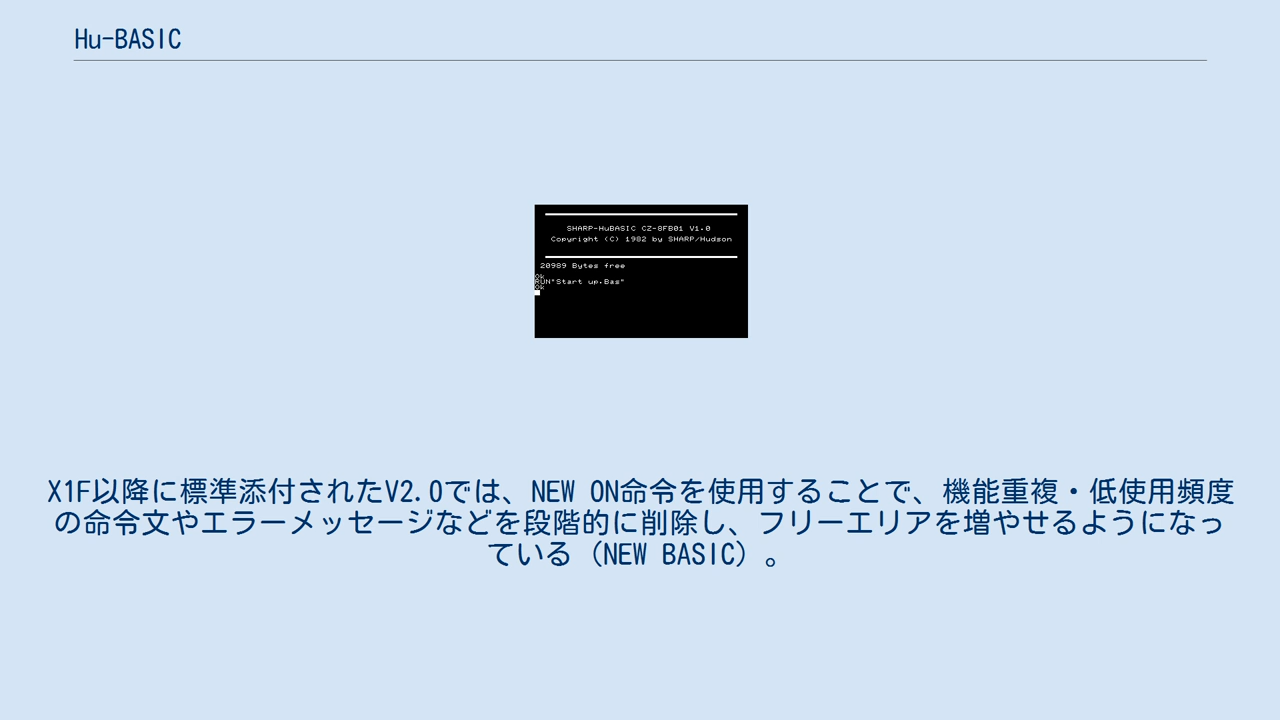 Hu-BASIC
SHARP-HuBASIC CZ-8FB01 V1.0
Copyright (C) 1982 by SHARP/Hudson
20989 Bytes free
Ok
RUN"Start up.Bas"
Ok
X1F以降に標準添付されたV2.0では、NEW ON命令を使用することで、機能重複・低使用頻度
の命令文やエラーメッセージなどを段階的に削除し、フリーエリアを増やせるようになっ
ている（NEW BASIC）。